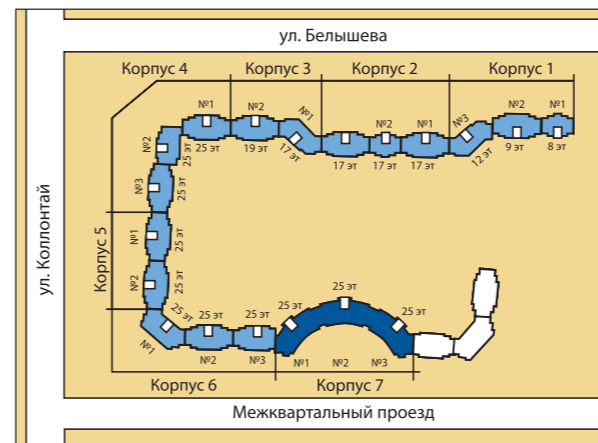 ул. Белышева
Корпус 4
Корпус 3
Корпус 2
Корпус 1
№1
№2
№1
№2
№1
№3
№2
№1
25 эт
19 эт
17 эт
17 эт
17 эт
17 эт
12 эт
9 эт
8 эт
№2
25 эт
№3
25 эт
ул. Коллонтай
Корпус 5
№1
25 эт
№2
25 эт
25 эт
25 эт
25 эт
25 эт
25 эт
25 эт
№1
№2
№3
№1
№2
№3
Корпус 6
Корпус 7
Межквартальный проезд